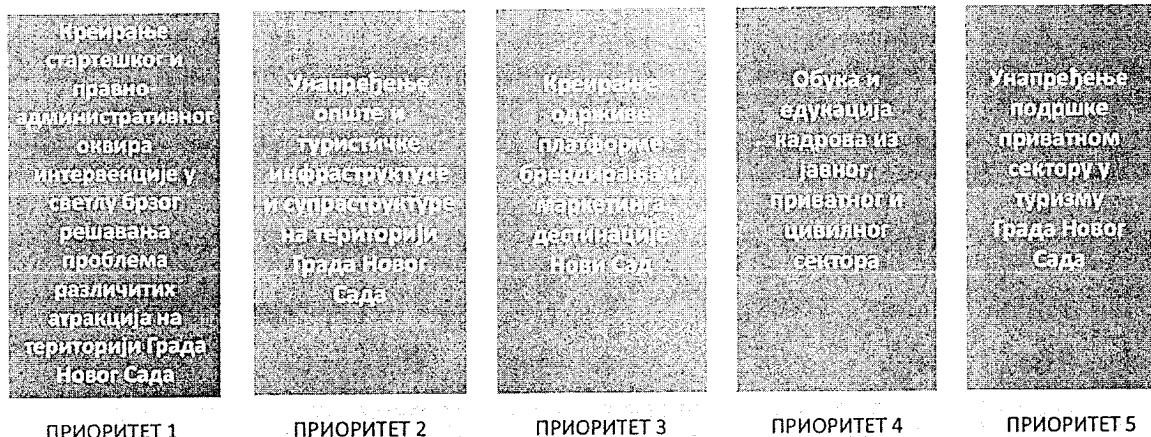 Креирање
стартешког и
правно-
административног
оквира
интервенције у
светлу брзог
решавања
проблема
различитих
атракција на
територији Града
Новог Сада
ПРИОРИТЕТ 1
Унапређење
опште и
туристичке
инфраструктуре
и супраструктуре
на територији
Града Новог
Сада
ПРИОРИТЕТ 2
Креирање
одрживе
платформе
брендирања и
маркетинга
дестинације
Нови Сад
ПРИОРИТЕТ 3
Обука и
едукација
кадрова из
јавног,
приватног и
цивилног
сектора
ПРИОРИТЕТ 4
Унапређење
подршке
приватном
сектору у
туризму
Града Новог
Сада
ПРИОРИТЕТ 5